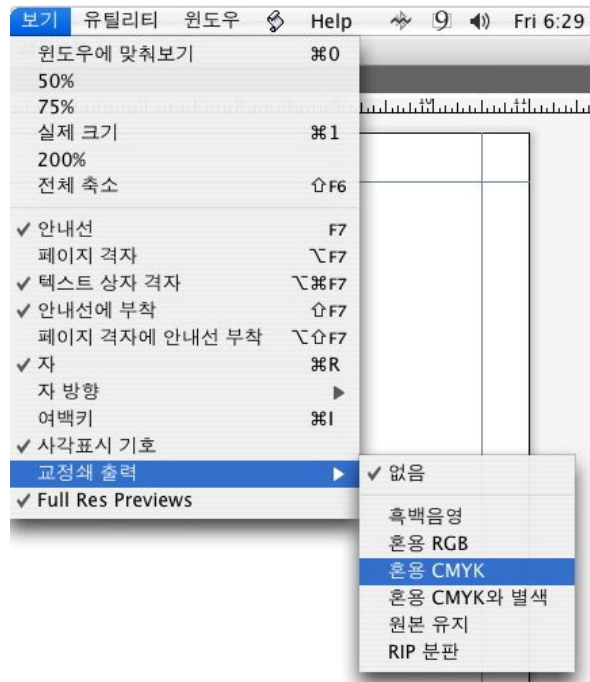 보기 유틸리티 윈도우 Help Fri 6:29
윈도우에 맞춰보기 ⌘0
50%
75%
실제 크기 ⌘1
200%
전체 축소 ⇧F6
✓ 안내선 F7
페이지 격자 ⌥F7
✓ 텍스트 상자 격자 ⌥⌘F7
✓ 안내선에 부착 ⇧F7
페이지 격자에 안내선 부착 ⌥⇧F7
✓ 자 ⌘R
자 방향 ▶
여백키 ⌘I
✓ 사각표시 기호
교정쇄 출력 ▶
✓ Full Res Previews
✓ 없음
흑백음영
혼용 RGB
혼용 CMYK
혼용 CMYK와 별색
원본 유지
RIP 분판